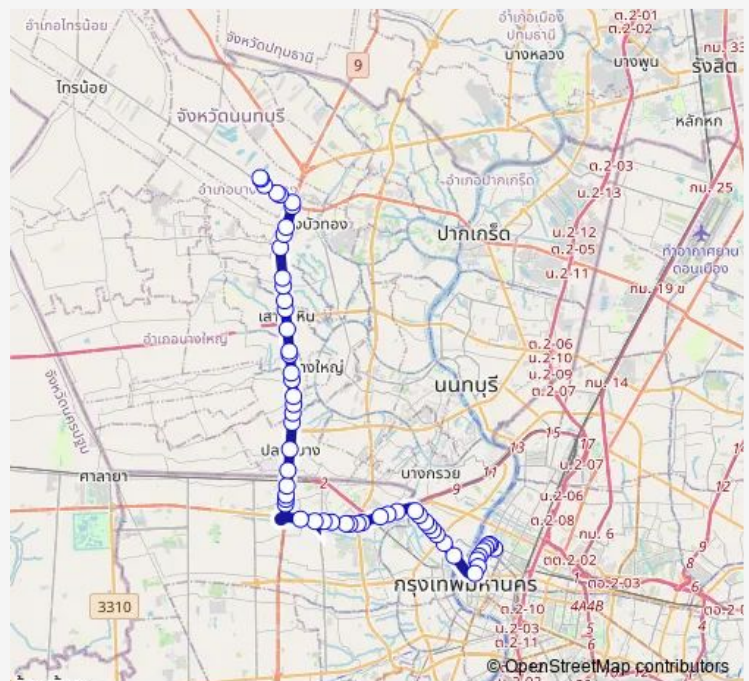 อำเภอไทรน้อย
จังหวัดปทุมธานี
อำเภอเมือง
ปทุมธานี
บางหลวง
ต.2-01
ต.2-02
บางพูน
กม. 33
รังสิต
9
ไทรน้อย
จังหวัดนนทบุรี
หลักหก
ต.2-03
น.2-13
กม. 25
อำเภอปากเกร็ด
ปากเกร็ด
น.2-12
ต.2-05
น.2-11
ท่าอากาศยาน
ดอนเมือง
กม. 19 ข
อำเภอบางใหญ่
ต.2-06
น.2-10
น.2-09
ต.2-07
กม. 14
นนทบุรี
จังหวัดนครปฐม
13
15
17
ศาลายา
2
บางกรวย
9
11
น.2-07
น.2-06
ต.2-08
กม. 6
12
18
ตต.2-02
1
9
8
7
6
กรุงเทพมหานคร
ตอ.2-03
3310
ต.2-10
น.2-03
ต.2-11
4A4B
5
6
4
© OpenStreetMap contributors